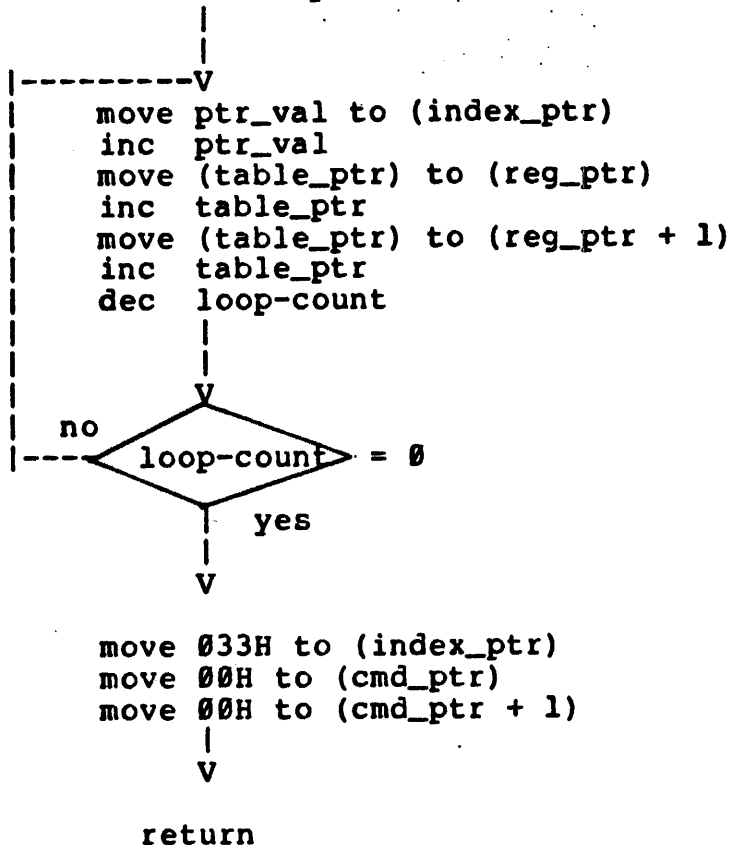 move ptr_val to (index_ptr)
inc ptr_val
move (table_ptr) to (reg_ptr)
inc table_ptr
move (table_ptr) to (reg_ptr + 1)
inc table_ptr
dec loop-count
V
no
loop-count = 0
yes
V
move 033H to (index_ptr)
move 00H to (cmd_ptr)
move 00H to (cmd_ptr + 1)
V
return